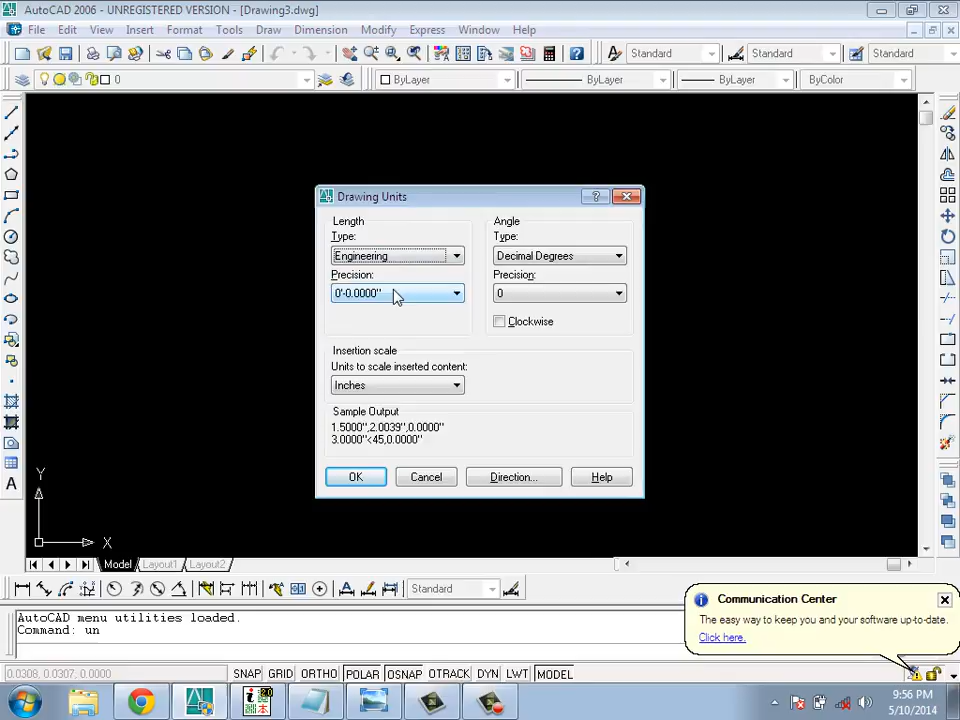 AutoCAD 2006 - UNREGISTERED VERSION - [Drawing3.dwg]
File Edit View Insert Format Tools Draw Dimension Modify Express Window Help
Standard Standard Standard
0 ByLayer ByLayer ByLayer ByColor
Drawing Units
Length
Type:
Engineering
Precision:
0'-0.0000"
Angle
Type:
Decimal Degrees
Precision:
0
Clockwise
Insertion scale
Units to scale inserted content:
Inches
Sample Output
1.5000",2.0039",0.0000"
3.0000"<45,0.0000"
OK Cancel Direction... Help
Y
X
A
Model Layout1 Layout2
Standard
AutoCAD menu utilities loaded.
Command: un
Communication Center
The easy way to keep you and your software up-to-date.
Click here.
0.0308, 0.0307, 0.0000 SNAP GRID ORTHO POLAR OSNAP OTRACK DYN LWT MODEL
9:56 PM
5/10/2014